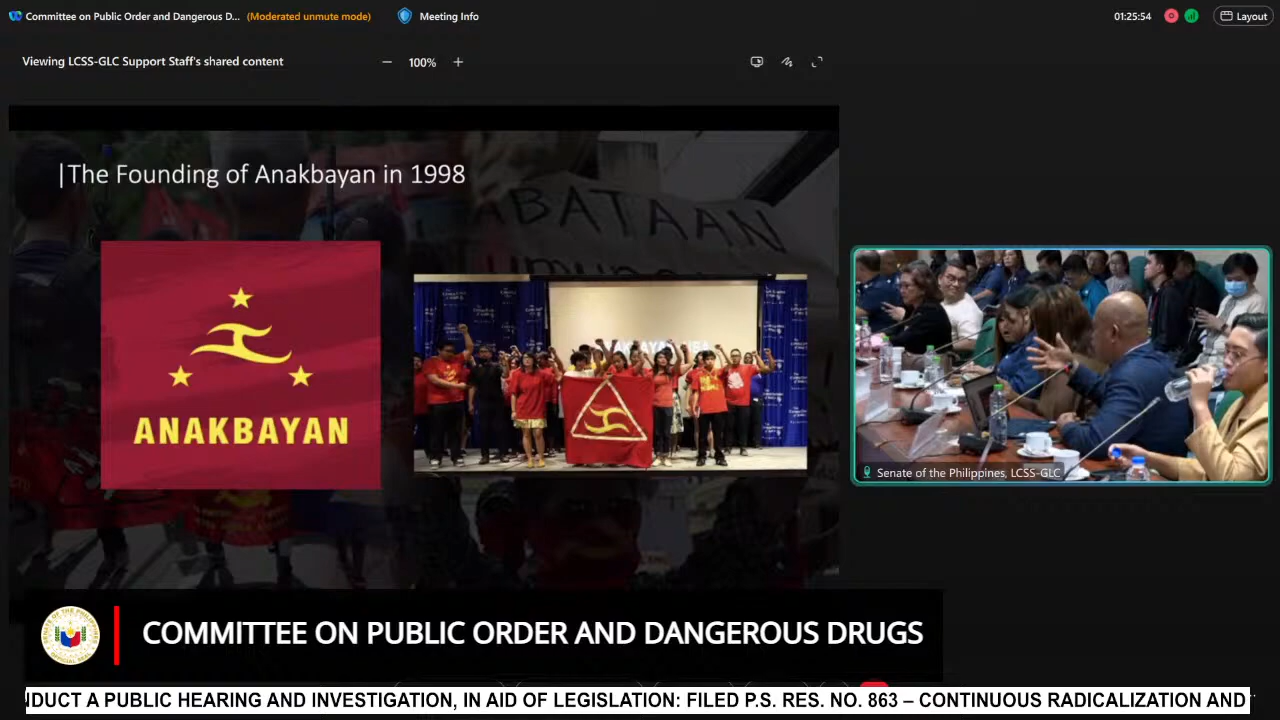 Committee on Public Order and Dangerous D... (Moderated unmute mode) Meeting Info 01:25:54 Layout
Viewing LCSS-GLC Support Staff's shared content 100%
|The Founding of Anakbayan in 1998
BATAAN
ANAKBAYAN
Senate of the Philippines, LCSS-GLC
COMMITTEE ON PUBLIC ORDER AND DANGEROUS DRUGS
NDUCT A PUBLIC HEARING AND INVESTIGATION, IN AID OF LEGISLATION: FILED P.S. RES. NO. 863 – CONTINUOUS RADICALIZATION AND